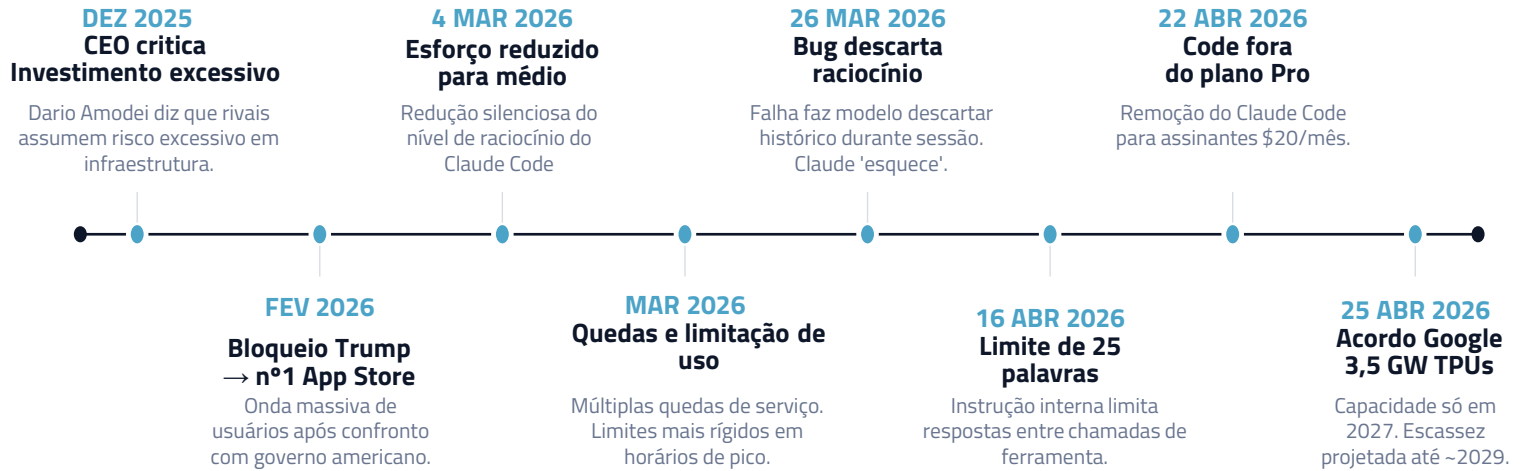 DEZ 2025
CEO critica
Investimento excessivo
Dario Amodei diz que rivais
assumem risco excessivo em
infraestrutura.
FEV 2026
Bloqueio Trump
→ nº1 App Store
Onda massiva de
usuários após confronto
com governo americano.
4 MAR 2026
Esforço reduzido
para médio
Redução silenciosa do
nível de raciocínio do
Claude Code
MAR 2026
Quedas e limitação de
uso
Múltiplas quedas de serviço.
Limites mais rígidos em
horários de pico.
26 MAR 2026
Bug descarta
raciocínio
Falha faz modelo descartar
histórico durante sessão.
Claude 'esquece'.
16 ABR 2026
Limite de 25
palavras
Instrução interna limita
respostas entre chamadas de
ferramenta.
22 ABR 2026
Code fora
do plano Pro
Remoção do Claude Code
para assinantes $20/mês.
25 ABR 2026
Acordo Google
3,5 GW TPUs
Capacidade só em
2027. Escassez
projetada até ~2029.